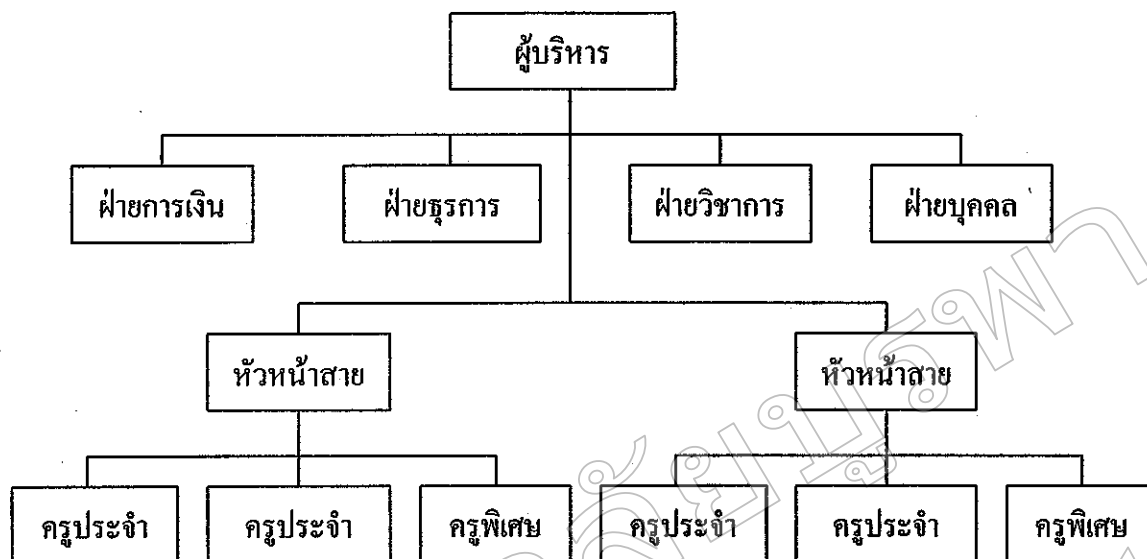 ผู้บริหาร
ฝ่ายการเงิน ฝ่ายธุรการ ฝ่ายวิชาการ ฝ่ายบุคคล
หัวหน้าสาย หัวหน้าสาย
ครูประจำ ครูประจำ ครูพิเศษ ครูประจำ ครูประจำ ครูพิเศษ